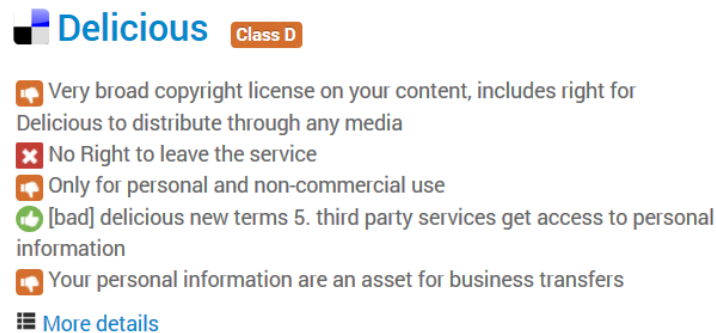 Delicious Class D
Very broad copyright license on your content, includes right for
Delicious to distribute through any media
No Right to leave the service
Only for personal and non-commercial use
[bad] delicious new terms 5. third party services get access to personal
information
Your personal information are an asset for business transfers
More details